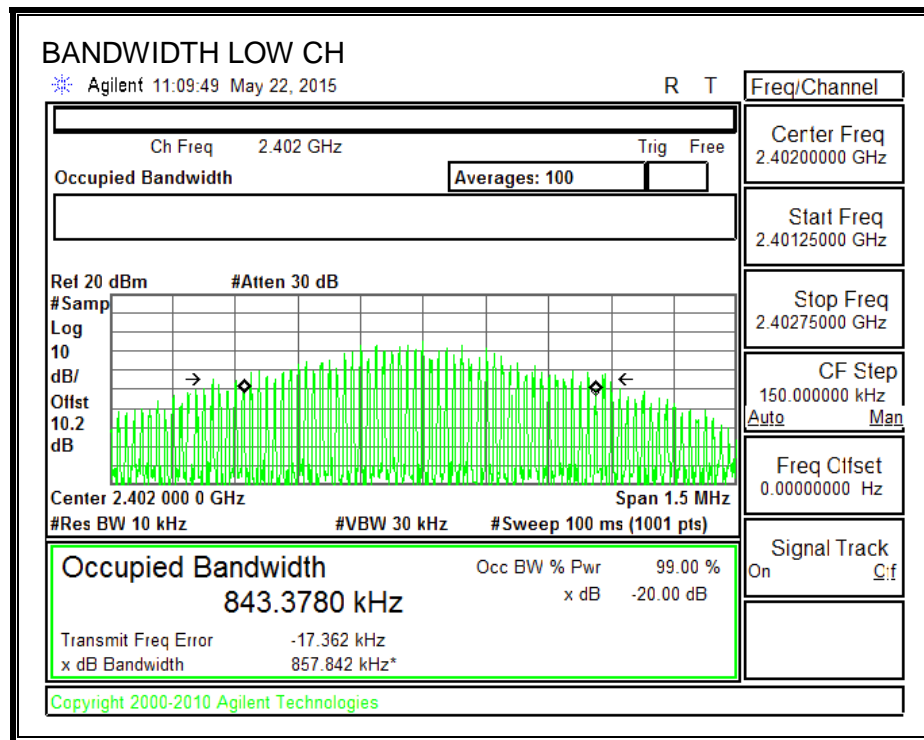 BANDWIDTH LOW CH
Agilent 11:09:49 May 22, 2015 R T
Ch Freq 2.402 GHz Trig Free
Occupied Bandwidth Averages: 100
Ref 20 dBm #Atten 30 dB
#Samp
Log
10
dB/
Offst
10.2
dB
Center 2.402 000 0 GHz Span 1.5 MHz
#Res BW 10 kHz #VBW 30 kHz #Sweep 100 ms (1001 pts)
Occupied Bandwidth
843.3780 kHz
Occ BW % Pwr 99.00 %
x dB -20.00 dB
Transmit Freq Error -17.362 kHz
x dB Bandwidth 857.842 kHz*
Copyright 2000-2010 Agilent Technologies
Freq/Channel
Center Freq
2.40200000 GHz
Start Freq
2.40125000 GHz
Stop Freq
2.40275000 GHz
CF Step
150.000000 kHz
Auto Man
Freq Offset
0.00000000 Hz
Signal Track
On Off